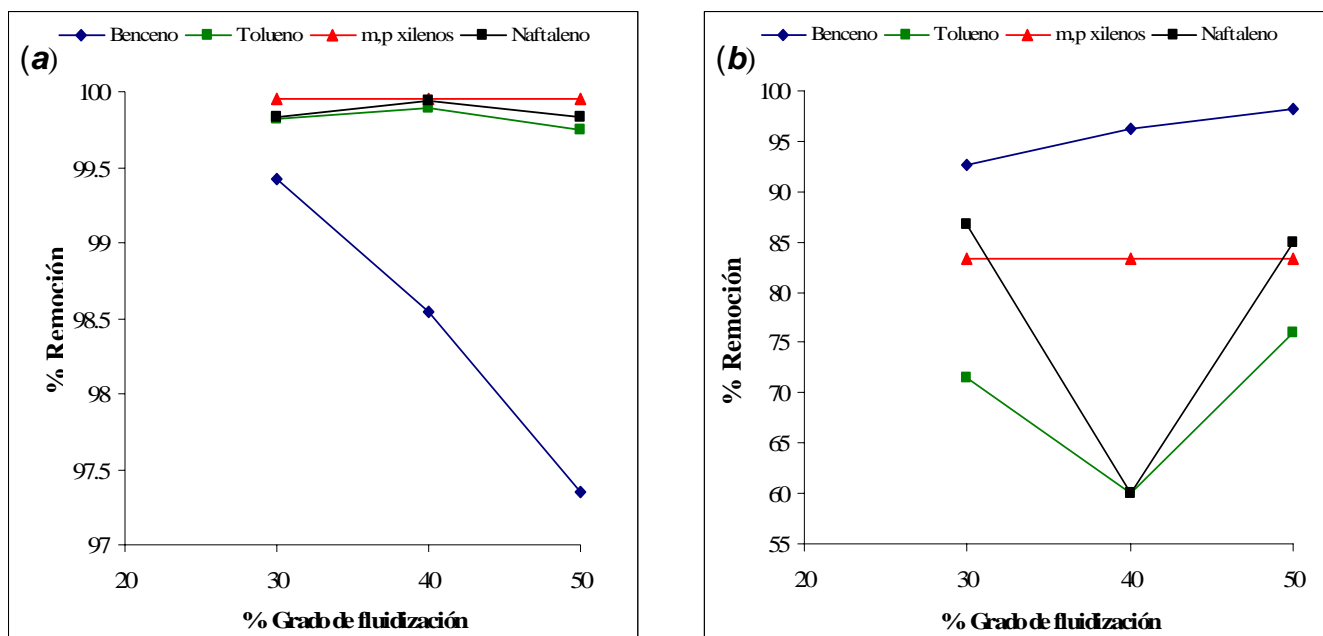 Benceno Tolueno m,p xilenos Naftaleno
(a)
100
99.5
99
98.5
98
97.5
97
% Remoción
20 30 40 50
% Grado de fluidización
Benceno Tolueno m,p xilenos Naftaleno
(b)
100
95
90
85
80
75
70
65
60
55
% Remoción
20 30 40 50
% Grado de fluidización